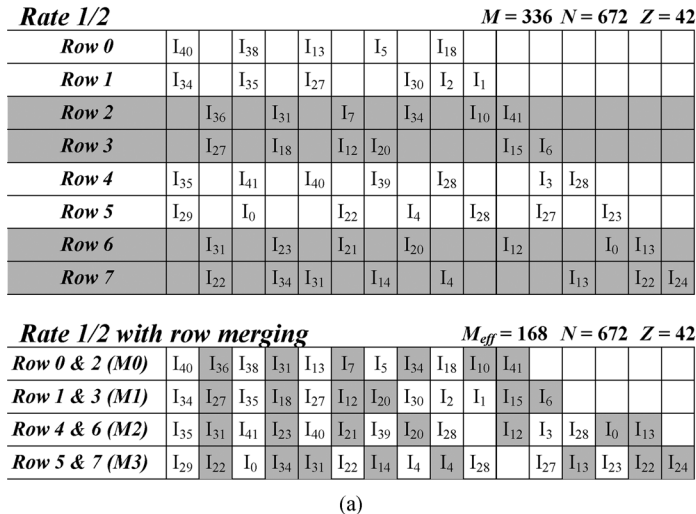 Rate 1/2 M = 336 N = 672 Z = 42
Row 0 I40 I38 I13 I5 I18
Row 1 I34 I35 I27 I30 I2 I1
Row 2 I36 I31 I7 I34 I10 I41
Row 3 I27 I18 I12 I20 I15 I6
Row 4 I35 I41 I40 I39 I28 I3 I28
Row 5 I29 I0 I22 I4 I28 I27 I23
Row 6 I31 I23 I21 I20 I12 I0 I13
Row 7 I22 I34 I31 I14 I4 I13 I22 I24
Rate 1/2 with row merging Meff = 168 N = 672 Z = 42
Row 0 & 2 (M0) I40 I36 I38 I31 I13 I7 I5 I34 I18 I10 I41
Row 1 & 3 (M1) I34 I27 I35 I18 I27 I12 I20 I30 I2 I1 I15 I6
Row 4 & 6 (M2) I35 I31 I41 I23 I40 I21 I39 I20 I28 I12 I3 I28 I0 I13
Row 5 & 7 (M3) I29 I22 I0 I34 I31 I22 I14 I4 I4 I28 I27 I13 I23 I22 I24
(a)